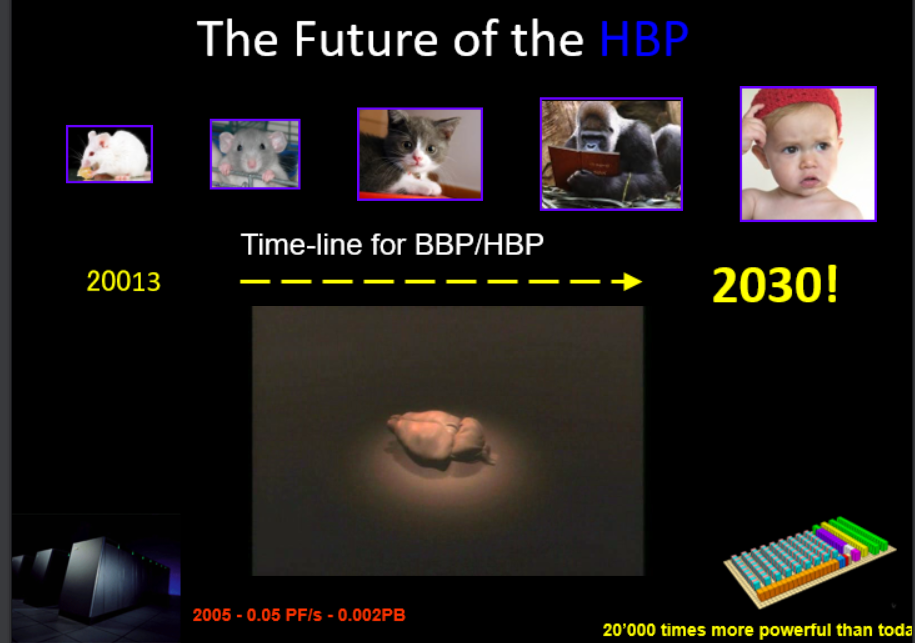 The Future of the HBP
Time-line for BBP/HBP
20013
2030!
2005 - 0.05 PF/s - 0.002PB
20'000 times more powerful than toda